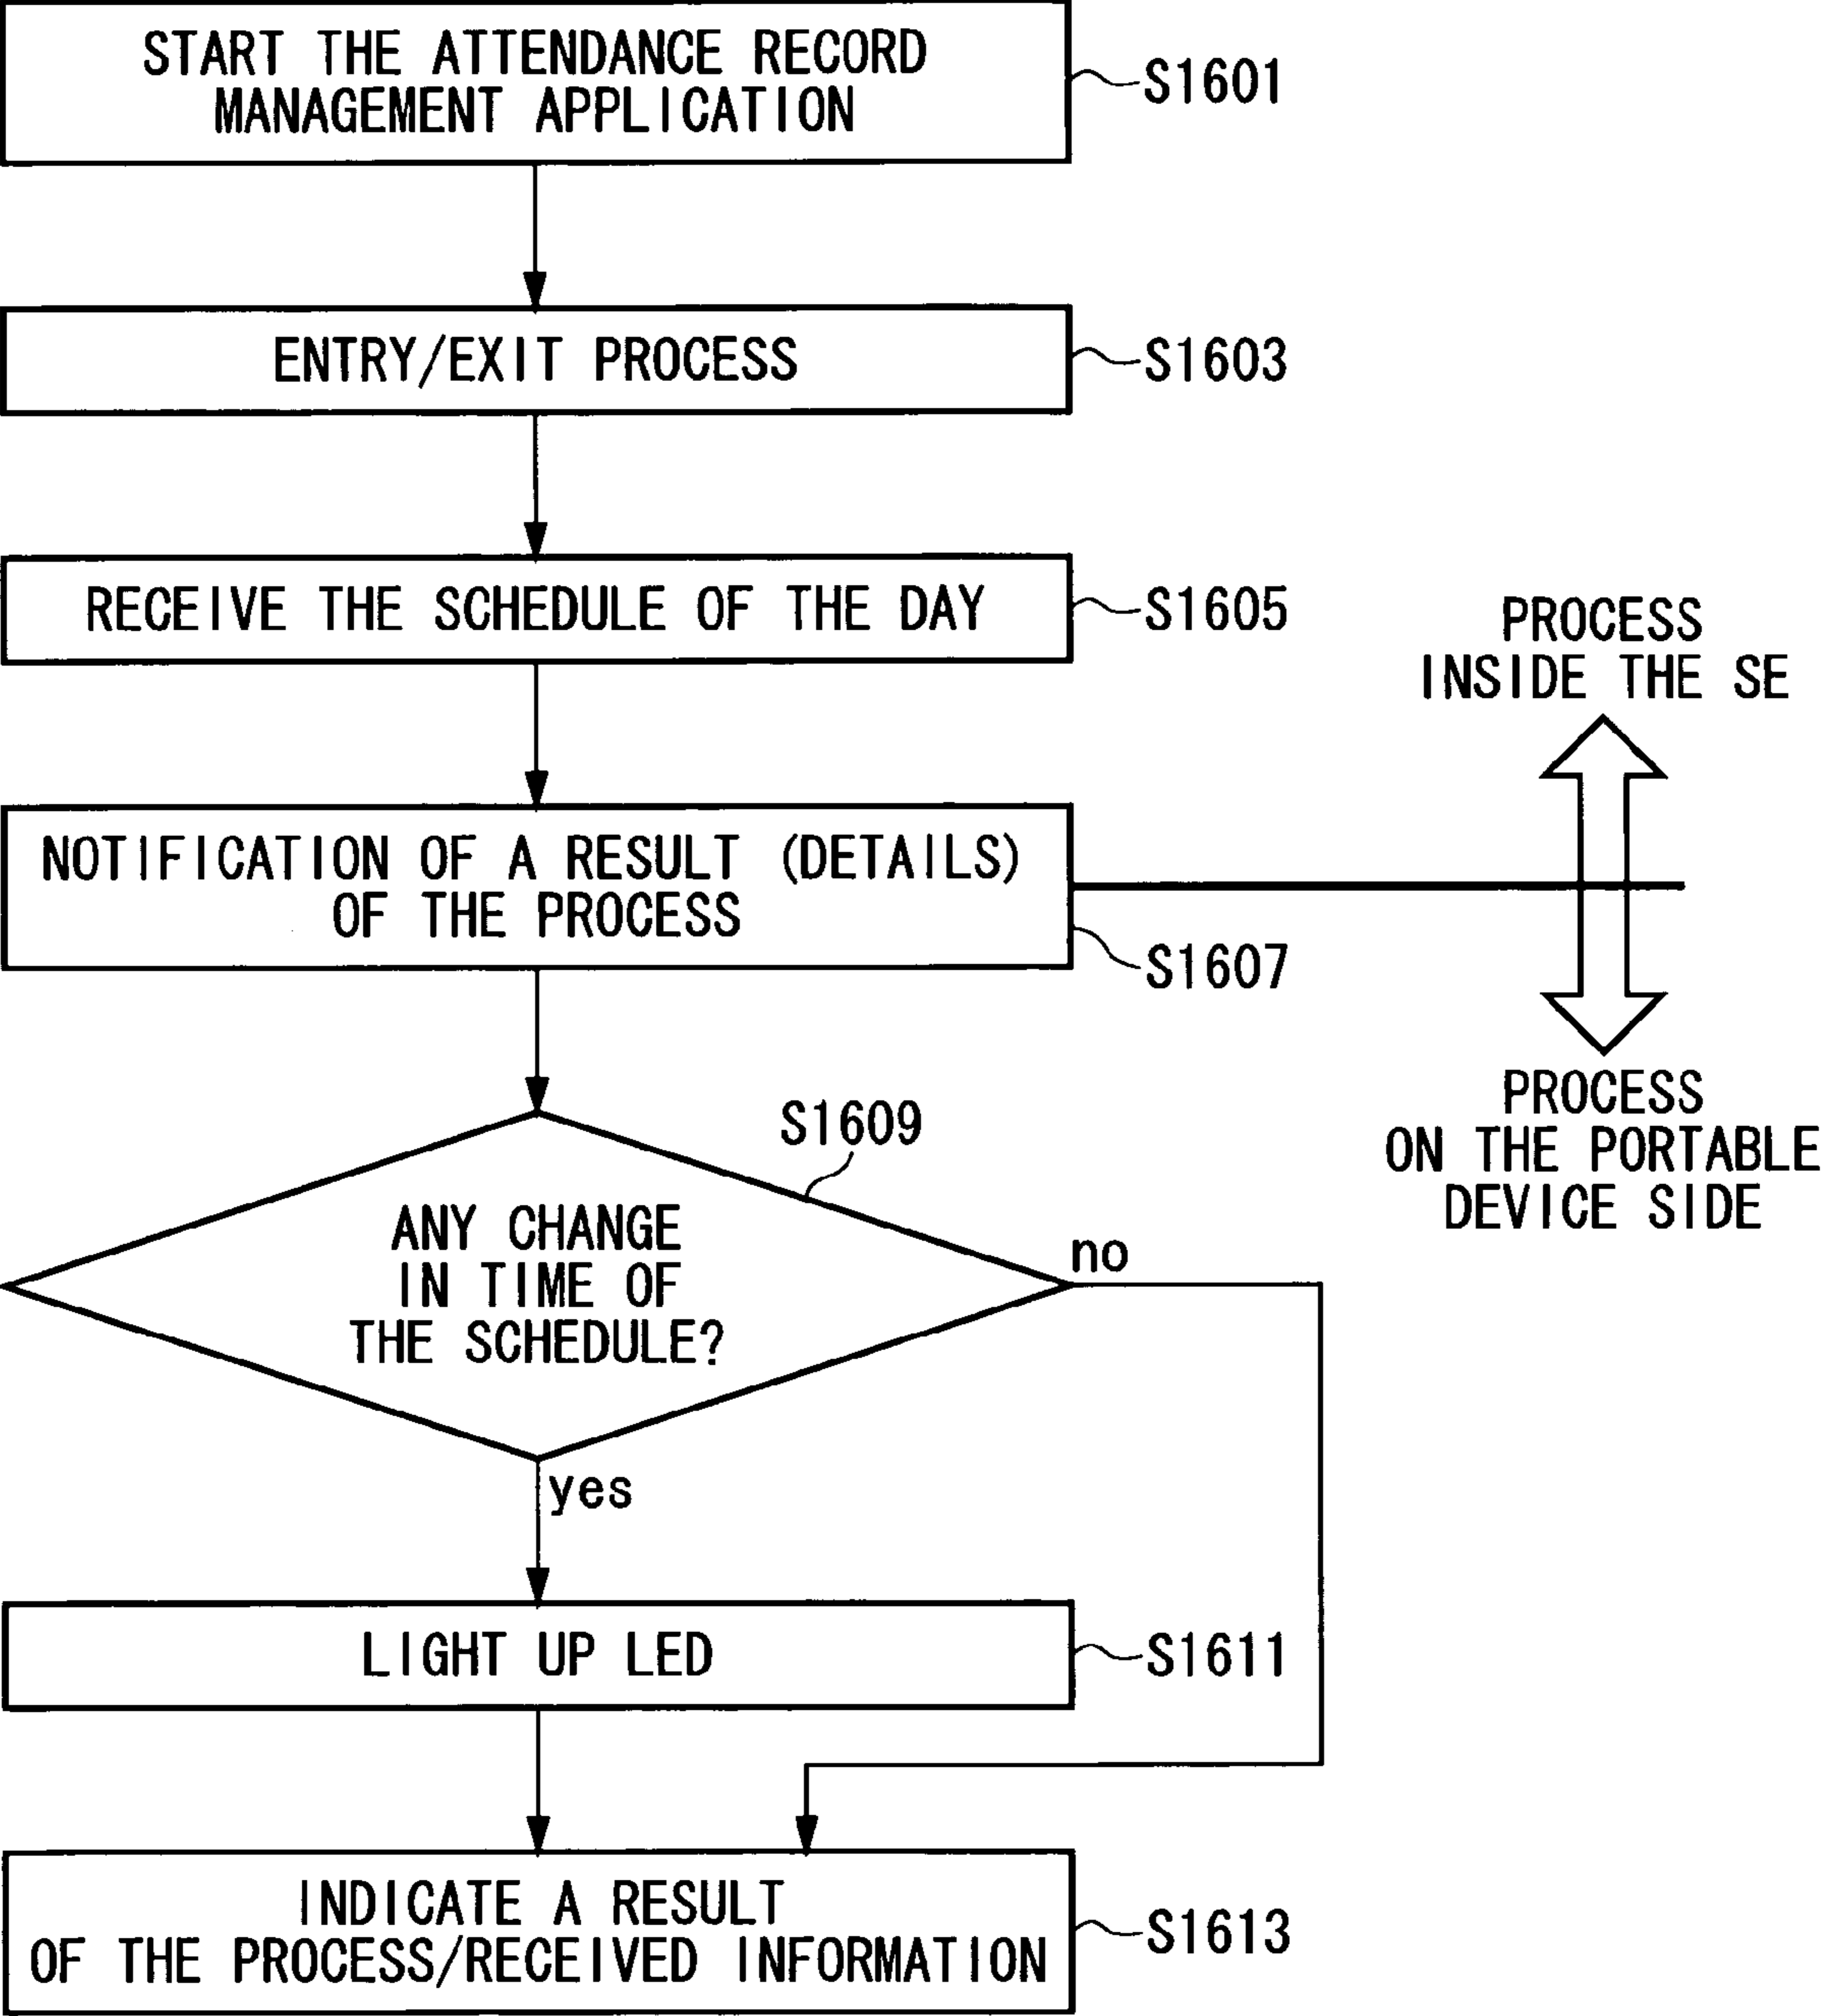 START THE ATTENDANCE RECORD
MANAGEMENT APPLICATION
S1601
ENTRY/EXIT PROCESS
S1603
RECEIVE THE SCHEDULE OF THE DAY
S1605
PROCESS
INSIDE THE SE
NOTIFICATION OF A RESULT (DETAILS)
OF THE PROCESS
S1607
PROCESS
ON THE PORTABLE
DEVICE SIDE
S1609
ANY CHANGE
IN TIME OF
THE SCHEDULE?
no
yes
LIGHT UP LED
S1611
INDICATE A RESULT
OF THE PROCESS/RECEIVED INFORMATION
S1613